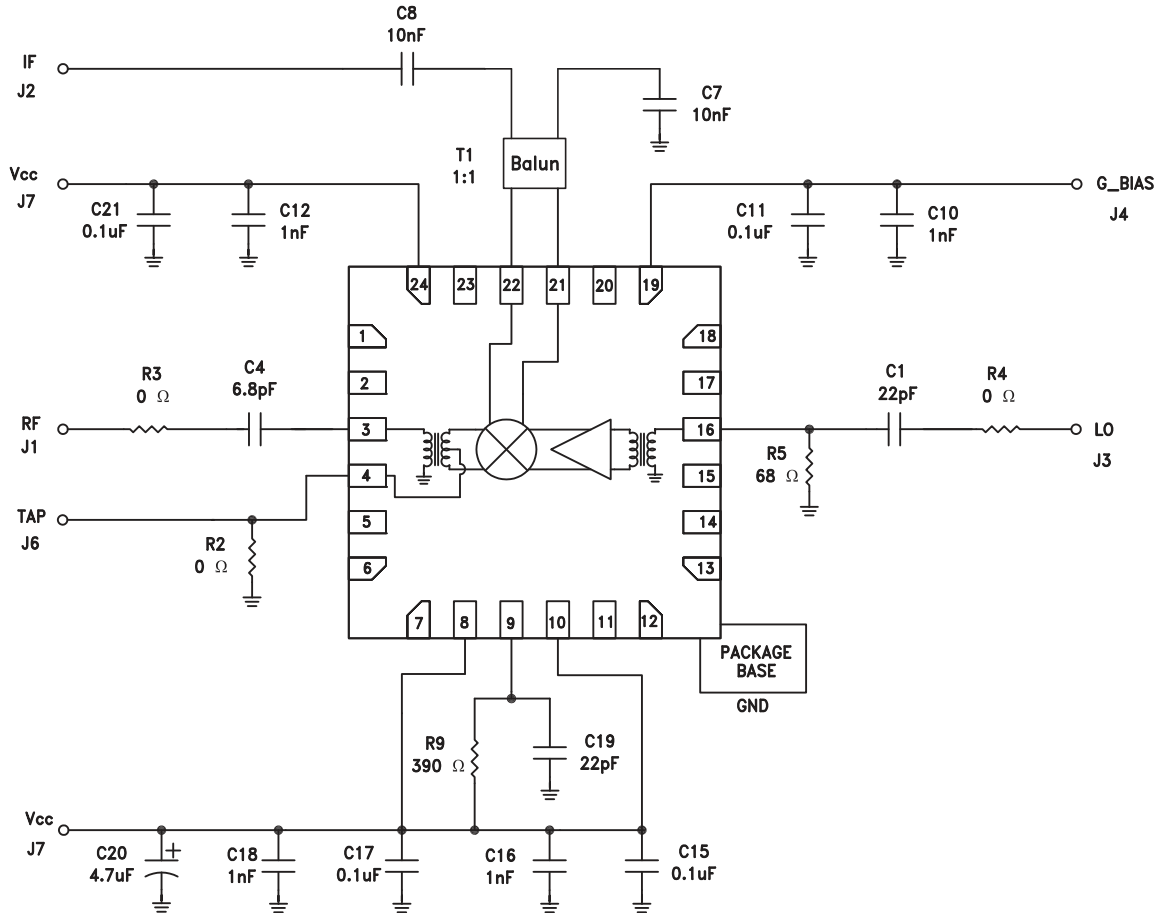 C8
10nF
IF
J2
C7
10nF
T1
1:1
Balun
Vcc
J7
C21
0.1uF
C12
1nF
C11
0.1uF
C10
1nF
G_BIAS
J4
24
23
22
21
20
19
1
2
3
4
5
6
18
17
16
15
14
13
7
8
9
10
11
12
R3
0 Ω
C4
6.8pF
RF
J1
C1
22pF
R4
0 Ω
LO
J3
R5
68 Ω
TAP
J6
R2
0 Ω
PACKAGE
BASE
GND
R9
390 Ω
C19
22pF
Vcc
J7
C20
4.7uF
+
C18
1nF
C17
0.1uF
C16
1nF
C15
0.1uF